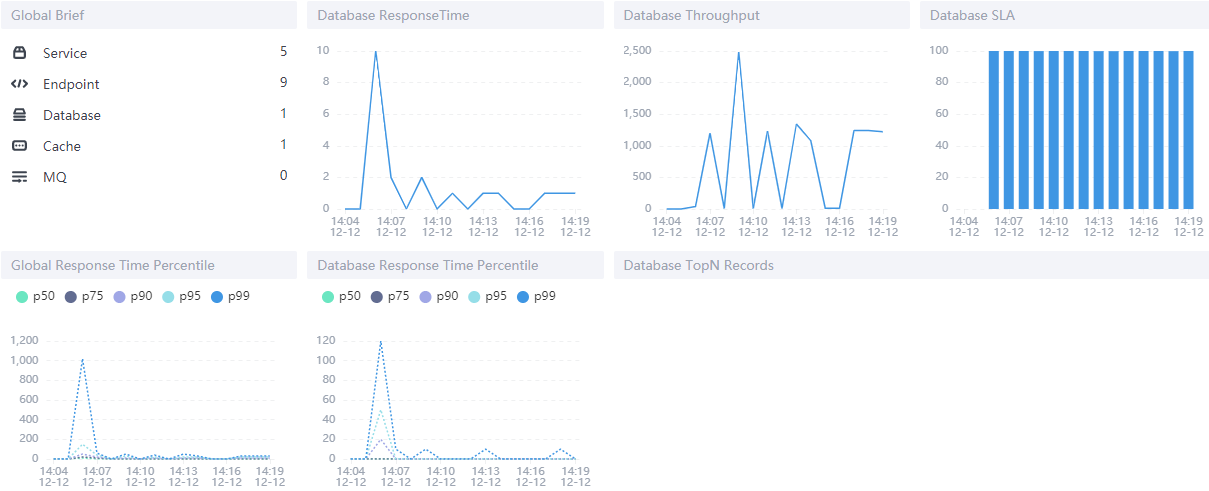 Global Brief
Service 5
Endpoint 9
Database 1
Cache 1
MQ 0
Database ResponseTime
10
8
6
4
2
0
14:04 14:07 14:10 14:13 14:16 14:19
12-12 12-12 12-12 12-12 12-12 12-12
Database Throughput
2,500
2,000
1,500
1,000
500
0
14:04 14:07 14:10 14:13 14:16 14:19
12-12 12-12 12-12 12-12 12-12 12-12
Database SLA
100
80
60
40
20
0
14:04 14:07 14:10 14:13 14:16 14:19
12-12 12-12 12-12 12-12 12-12 12-12
Global Response Time Percentile
p50 p75 p90 p95 p99
1,200
1,000
800
600
400
200
0
14:04 14:07 14:10 14:13 14:16 14:19
12-12 12-12 12-12 12-12 12-12 12-12
Database Response Time Percentile
p50 p75 p90 p95 p99
120
100
80
60
40
20
0
14:04 14:07 14:10 14:13 14:16 14:19
12-12 12-12 12-12 12-12 12-12 12-12
Database TopN Records